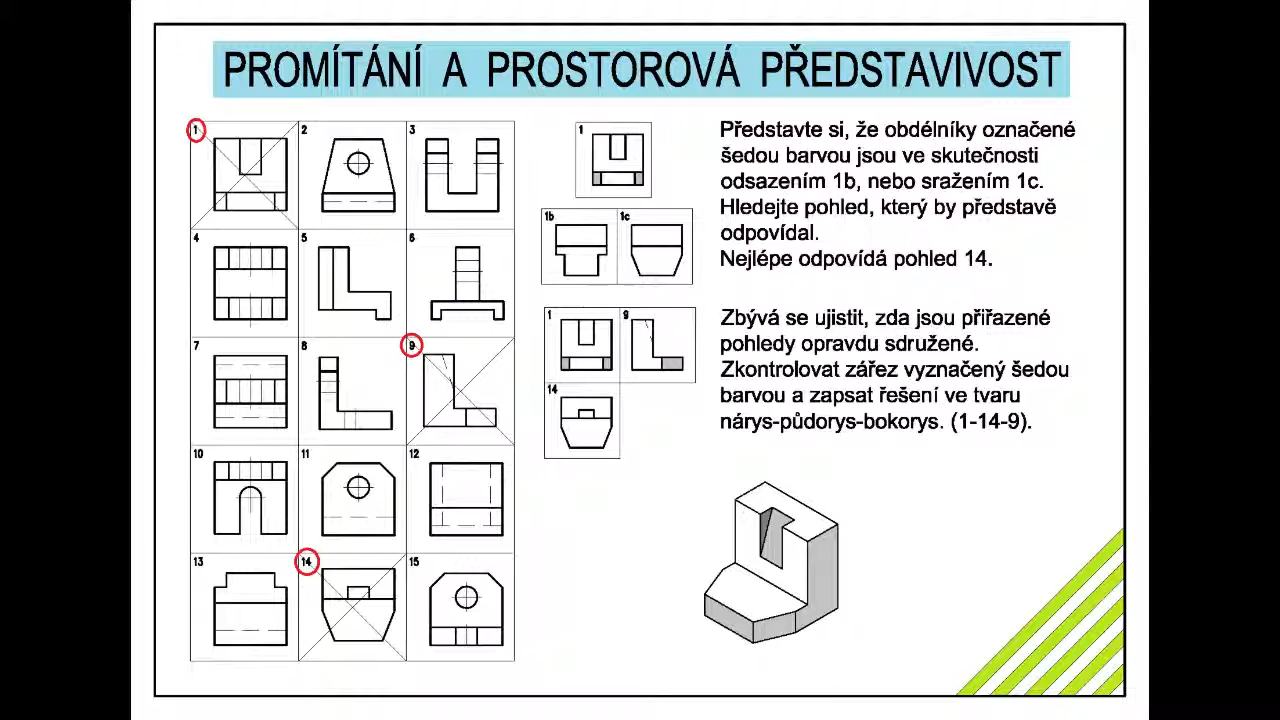 PROMÍTÁNÍ A PROSTOROVÁ PŘEDSTAVIVOST
1 2 3
4 5 6
7 8 9
10 11 12
13 14 15
1
1b 1c
1 9
14
Představte si, že obdélníky označené
šedou barvou jsou ve skutečnosti
odsazením 1b, nebo sražením 1c.
Hledejte pohled, který by představě
odpovídal.
Nejlépe odpovídá pohled 14.
Zbývá se ujistit, zda jsou přiřazené
pohledy opravdu sdružené.
Zkontrolovat zářez vyznačený šedou
barvou a zapsat řešení ve tvaru
nárys-půdorys-bokorys. (1-14-9).